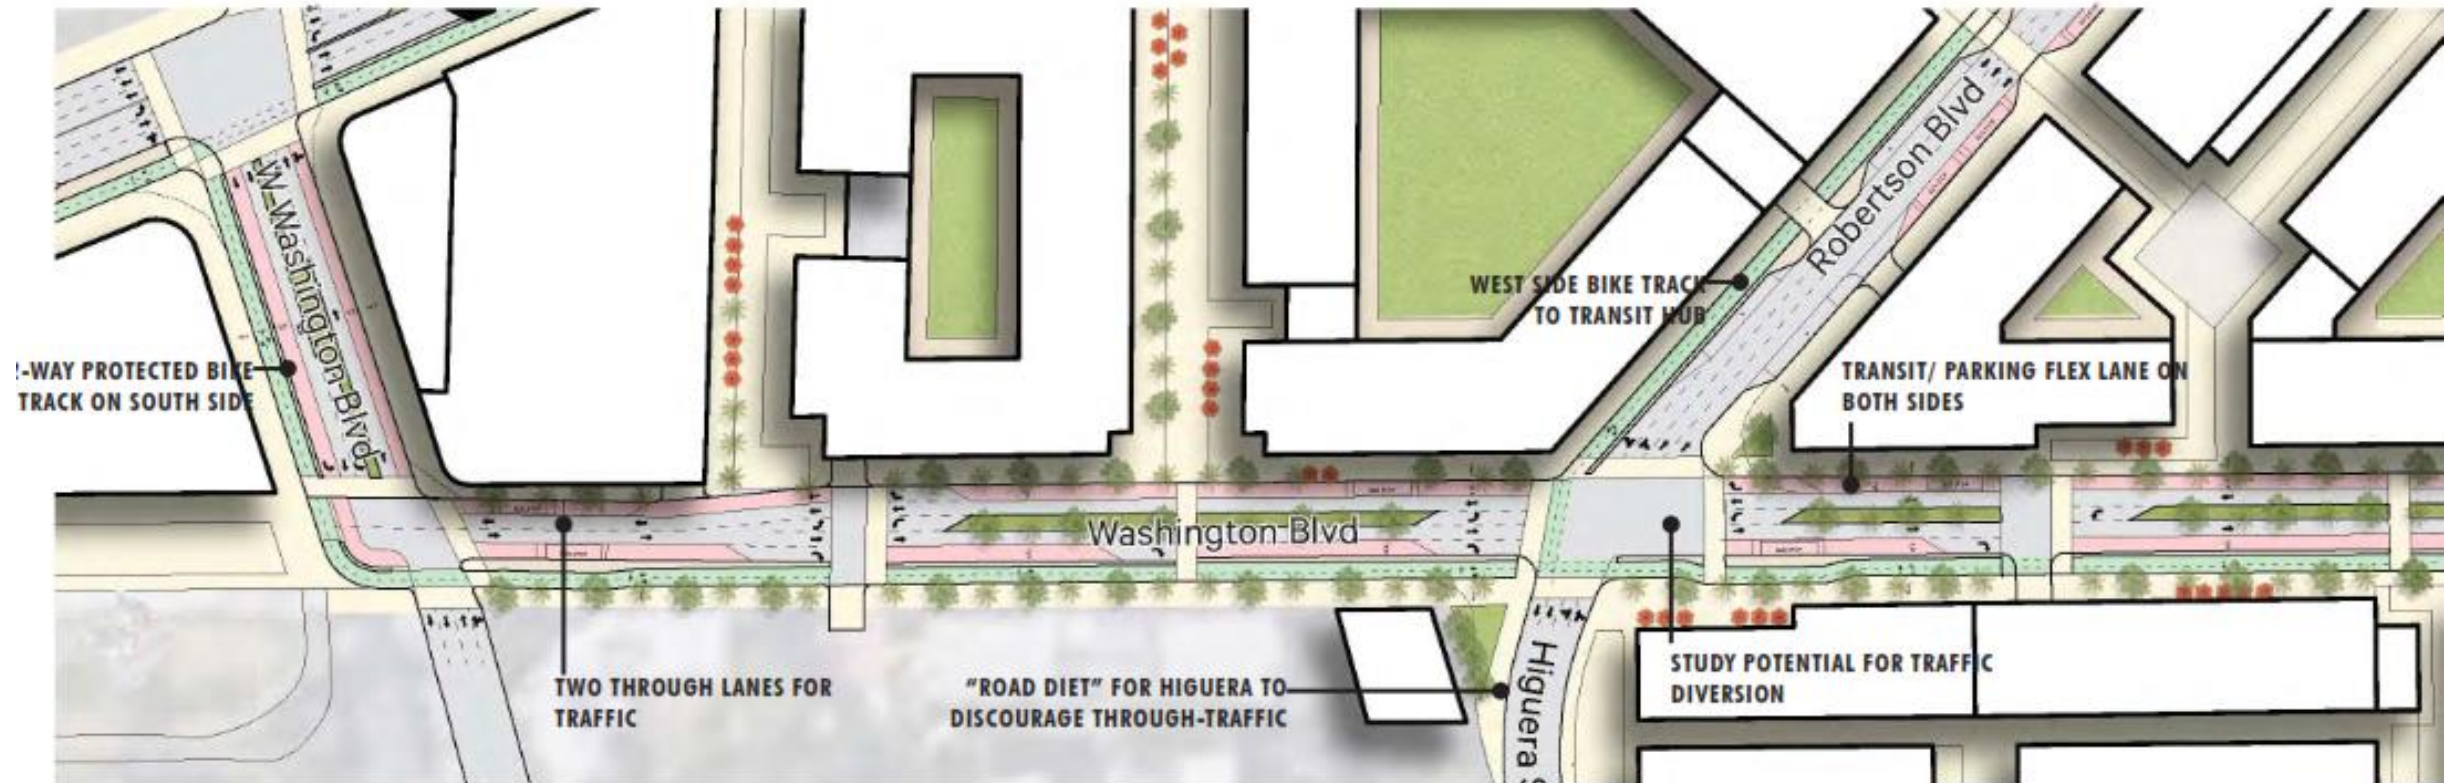 W Washington Blvd
Robertson Blvd
WEST SIDE BIKE TRACK
TO TRANSIT HUB
-WAY PROTECTED BIKE
TRACK ON SOUTH SIDE
TRANSIT/ PARKING FLEX LANE ON
BOTH SIDES
Washington Blvd
TWO THROUGH LANES FOR
TRAFFIC
"ROAD DIET" FOR HIGUERA TO
DISCOURAGE THROUGH-TRAFFIC
Higuera S
STUDY POTENTIAL FOR TRAFFIC
DIVERSION